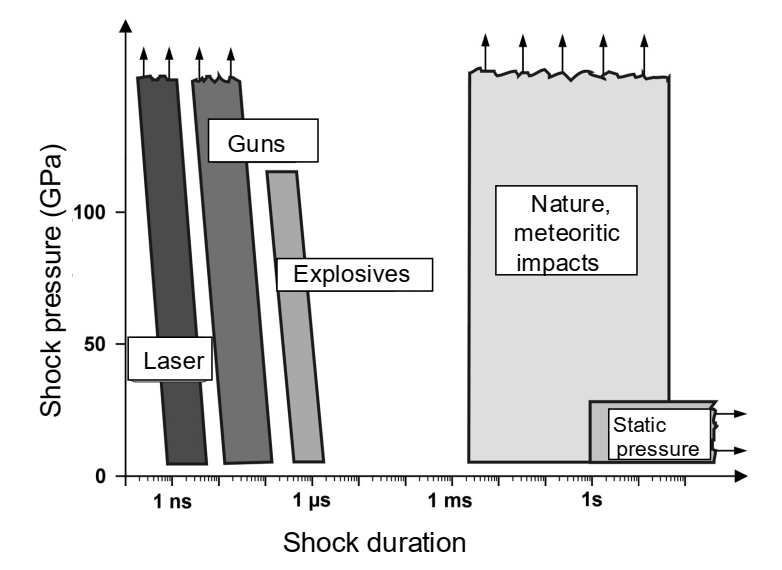 Guns
Shock pressure (GPa)
100
Nature,
meteoritic
impacts
Explosives
50
Laser
Static
pressure
0
1 ns
1 µs
1 ms
1s
Shock duration